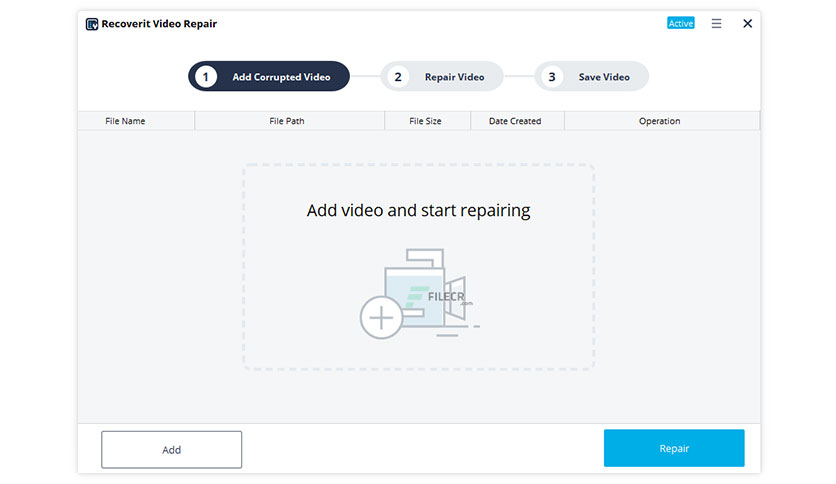 Recoverit Video Repair
Active
1 Add Corrupted Video
2 Repair Video
3 Save Video
File Name File Path File Size Date Created Operation
Add video and start repairing
FILECR
.com
Add
Repair